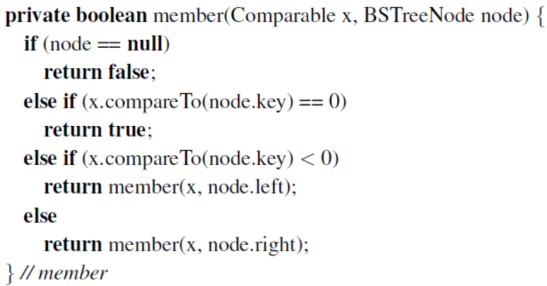 private boolean member(Comparable x, BSTreeNode node) {
if (node == null)
return false;
else if (x.compareTo(node.key) == 0)
return true;
else if (x.compareTo(node.key) < 0)
return member(x, node.left);
else
return member(x, node.right);
} // member